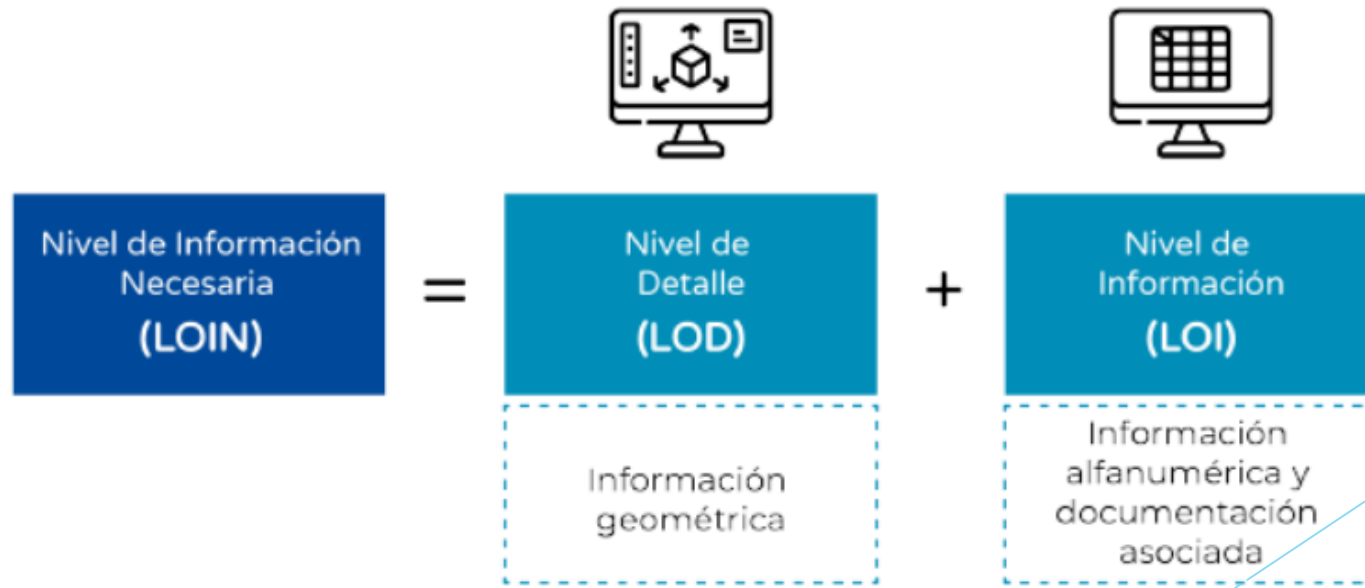 Nivel de Información
Necesaria
(LOIN)
=
Nivel de
Detalle
(LOD)
+
Nivel de
Información
(LOI)
Información
geométrica
Información
alfanumérica y
documentación
asociada